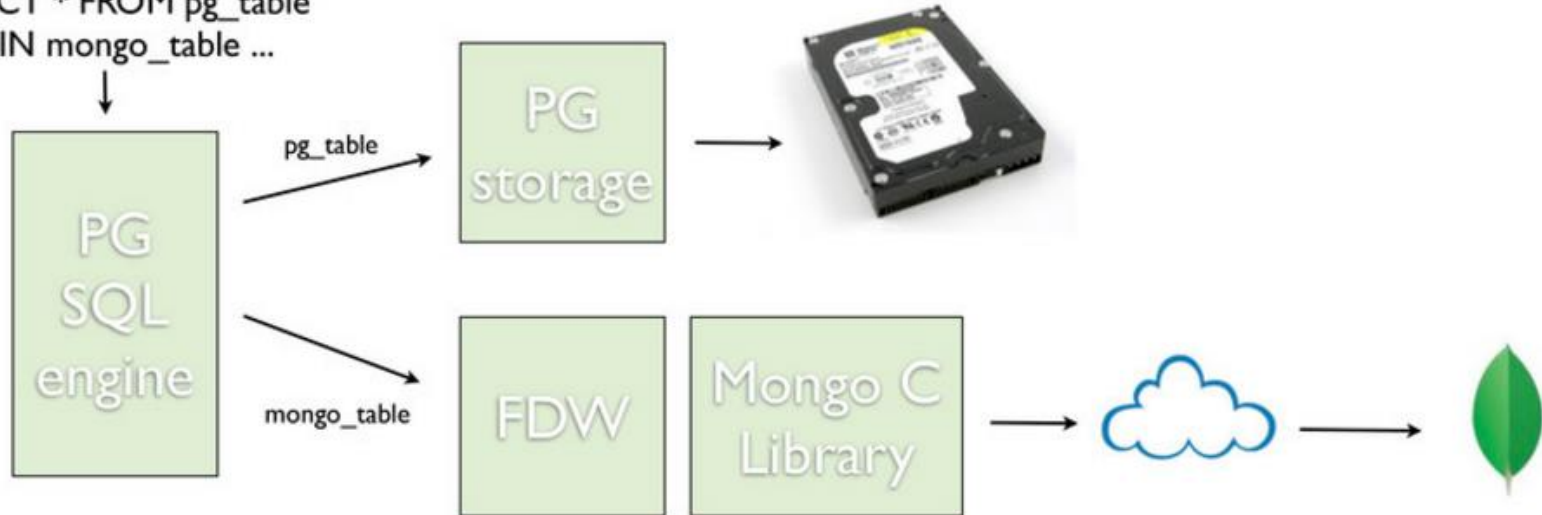 CT * FROM pg_table
IN mongo_table ...
pg_table
PG
storage
PG
SQL
engine
mongo_table
FDW
Mongo C
Library